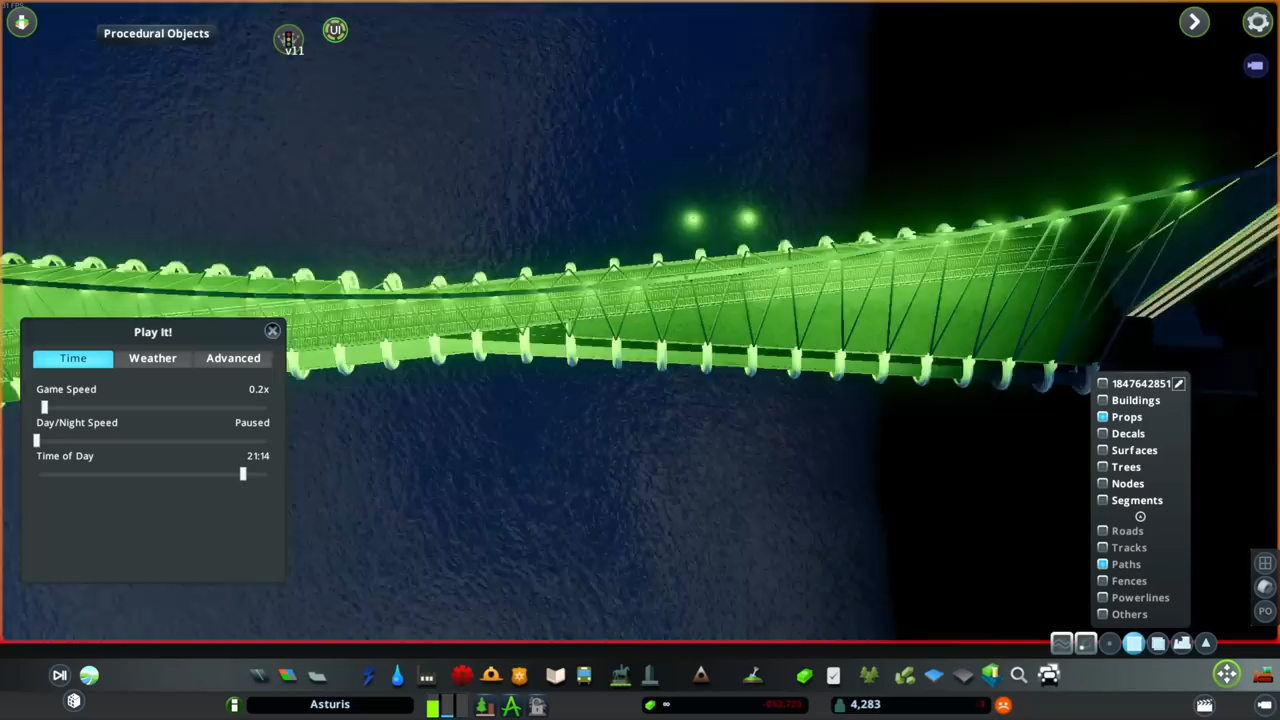 31 FPS
Procedural Objects
v11
UI
Play It!
Time
Weather
Advanced
Game Speed
0.2x
Day/Night Speed
Paused
Time of Day
21:14
1847642851
Buildings
Props
Decals
Surfaces
Trees
Nodes
Segments
Roads
Tracks
Paths
Fences
Powerlines
Others
PO
Asturis
∞
4,283